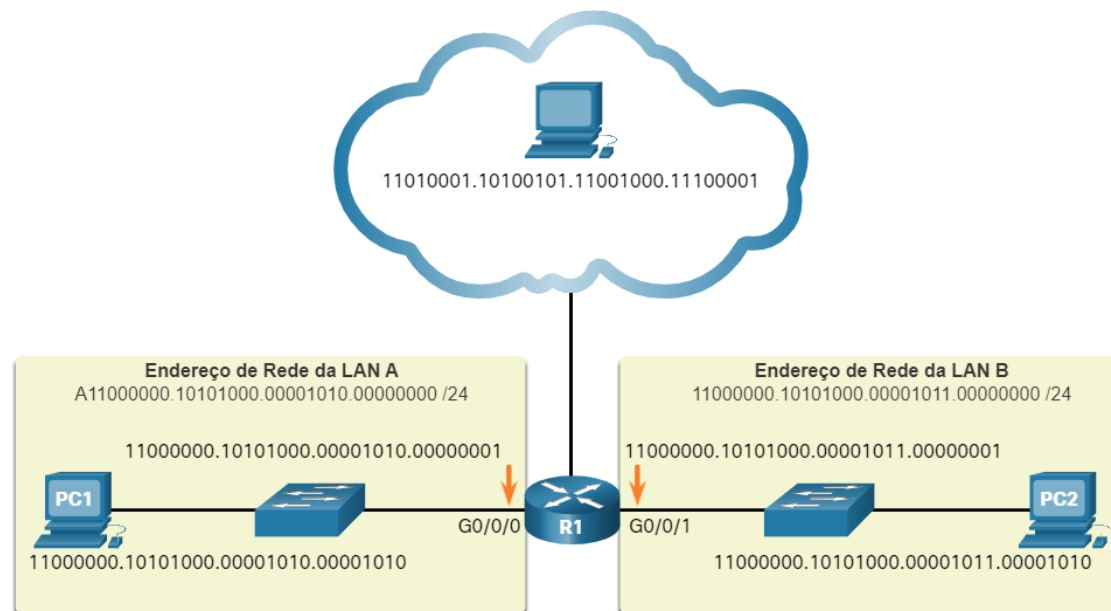 11010001.10100101.11001000.11100001
Endereço de Rede da LAN A
A11000000.10101000.00001010.00000000 /24
11000000.10101000.00001010.00000001
PC1
G0/0/0
11000000.10101000.00001010.00001010
R1
Endereço de Rede da LAN B
11000000.10101000.00001011.00000000 /24
11000000.10101000.00001011.00000001
G0/0/1
PC2
11000000.10101000.00001011.00001010